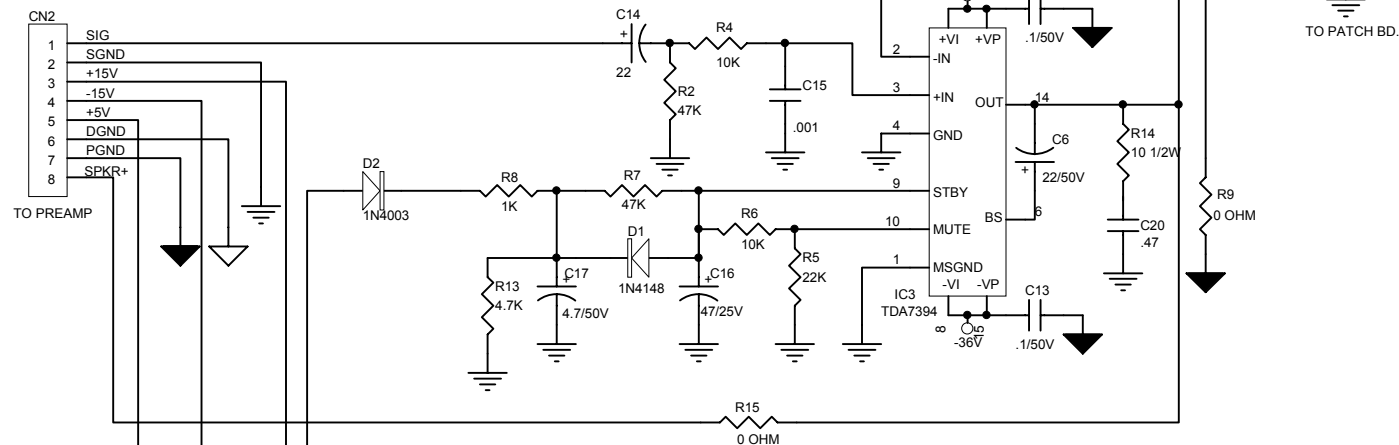 CN2
1 SIG
2 SGND
3 +15V
4 -15V
5 +5V
6 DGND
7 PGND
8 SPKR+
TO PREAMP
C14
+
22
R4
10K
R2
47K
C15
.001
D2
1N4003
R8
1K
R7
47K
R6
10K
D1
1N4148
R13
4.7K
C17
+
4.7/50V
C16
+
47/25V
R5
22K
.1/50V
+VI +VP
2 -IN
3 +IN
4 GND
9 STBY
10 MUTE
1 MSGND
OUT 14
BS 6
-VI -VP
IC3
TDA7394
8 15
-36V
C13
.1/50V
C6
+
22/50V
R14
10 1/2W
C20
.47
R9
0 OHM
R15
0 OHM
TO PATCH BD.